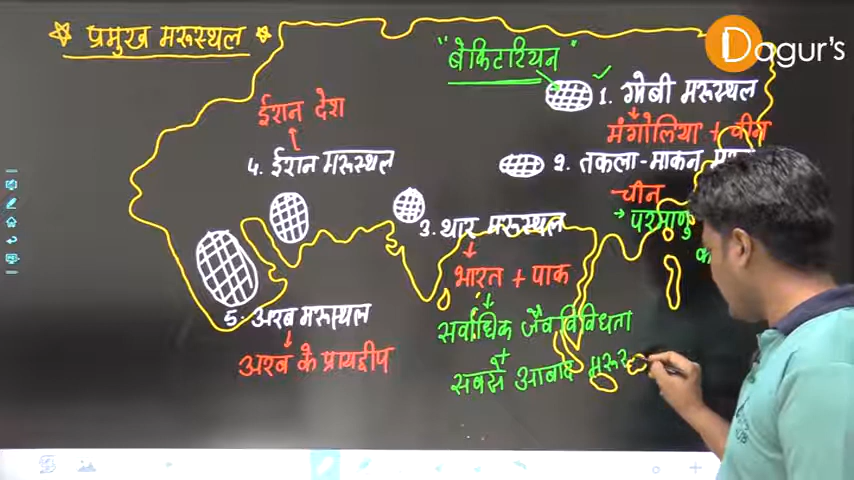 प्रमुख मरूस्थल
Dagur's
"बेक्टिरियन"
1. गोबी मरूस्थल
मंगोलिया + चीन
ईरान देश
4. ईरान मरूस्थल
2. तकला-माकन
चीन
परमाणु
3. थार मरूस्थल
भारत + पाक
5. अरब मरूस्थल
सर्वाधिक जैव विविधता
अरब के प्रायद्वीप
सबसे आबाद